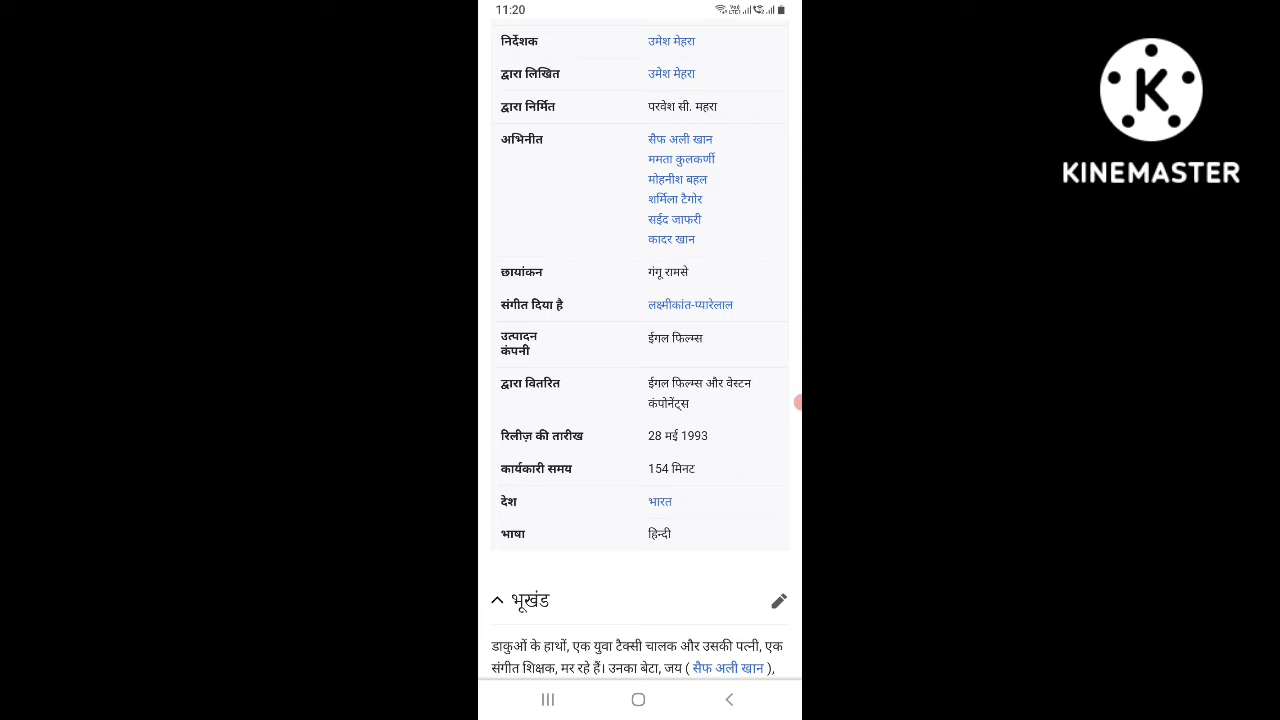 11:20
निर्देशक उमेश मेहरा
द्वारा लिखित उमेश मेहरा
द्वारा निर्मित परवेश सी. महरा
अभिनीत सैफ अली खान
ममता कुलकर्णी
मोहनीश बहल
शर्मिला टैगोर
सईद जाफरी
कादर खान
छायांकन गंगू रामसे
संगीत दिया है लक्ष्मीकांत-प्यारेलाल
उत्पादन
कंपनी
ईगल फिल्म्स
द्वारा वितरित ईगल फिल्म्स और वेस्टन
कंपोनेंट्स
रिलीज़ की तारीख 28 मई 1993
कार्यकारी समय 154 मिनट
देश भारत
भाषा हिन्दी
भूखंड
डाकुओं के हाथों, एक युवा टैक्सी चालक और उसकी पत्नी, एक
संगीत शिक्षक, मर रहे हैं। उनका बेटा, जय ( सैफ अली खान ),
K
KINEMASTER